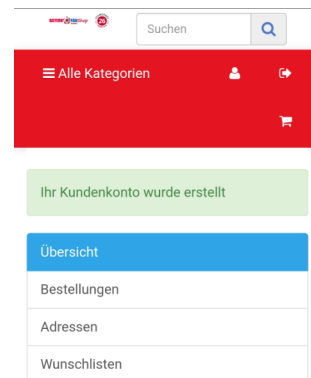 Suchen
Alle Kategorien
Ihr Kundenkonto wurde erstellt
Übersicht
Bestellungen
Adressen
Wunschlisten